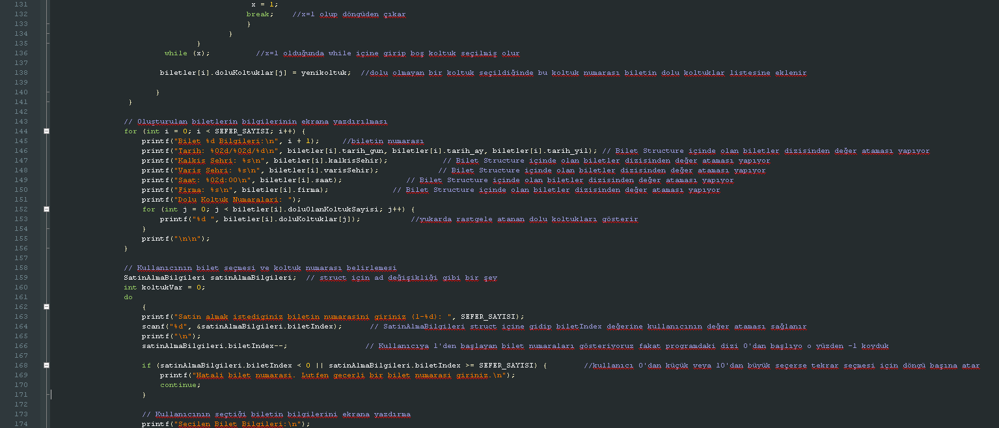 131 x = 1;
132 break; //x=1 olup döngüden çıkar
133 }
134 }
135 }
136 while (x); //x=1 olduğunda while içine girip boş koltuk seçilmiş olur
137
138 biletler[i].doluKoltuklar[j] = yenikoltuk; //dolu olmayan bir koltuk seçildiğinde bu koltuk numarası biletin dolu koltuklar listesine eklenir
139
140 }
141 }
142
143 // Oluşturulan biletlerin bilgilerinin ekrana yazdırılması
144 for (int i = 0; i < SEFER_SAYISI; i++) {
145 printf("Bilet %d Bilgileri:\n", i + 1); //biletin numarası
146 printf("Tarih: %02d/%02d/%d\n", biletler[i].tarih_gun, biletler[i].tarih_ay, biletler[i].tarih_yil); // Bilet Structure içinde olan biletler dizisinden değer ataması yapıyor
147 printf("Kalkis Sehri: %s\n", biletler[i].kalkisSehir); // Bilet Structure içinde olan biletler dizisinden değer ataması yapıyor
148 printf("Varis Sehri: %s\n", biletler[i].varisSehir); // Bilet Structure içinde olan biletler dizisinden değer ataması yapıyor
149 printf("Saat: %02d:00\n", biletler[i].saat); // Bilet Structure içinde olan biletler dizisinden değer ataması yapıyor
150 printf("Firma: %s\n", biletler[i].firma); // Bilet Structure içinde olan biletler dizisinden değer ataması yapıyor
151 printf("Dolu Koltuk Numaralari: ");
152 for (int j = 0; j < biletler[i].doluOlanKoltukSayisi; j++) {
153 printf("%d ", biletler[i].doluKoltuklar[j]); //yukarda rastgele atanan dolu koltukları gösterir
154 }
155 printf("\n\n");
156 }
157
158 // Kullanıcının bilet seçmesi ve koltuk numarası belirlemesi
159 SatinAlmaBilgileri satinAlmaBilgileri; // struct için ad değişikliği gibi bir şey
160 int koltukVar = 0;
161 do
162 {
163 printf("Satin almak istediginiz biletin numarasini giriniz (1-%d): ", SEFER_SAYISI);
164 scanf("%d", &satinAlmaBilgileri.biletIndex); // SatinAlmaBilgileri struct içine gidip biletIndex değerine kullanıcının değer ataması sağlanır
165 printf("\n");
166 satinAlmaBilgileri.biletIndex--; // Kullanıcıya 1'den başlayan bilet numaraları gösteriyoruz fakat programdaki dizi 0'dan başlıyo o yüzden -1 koyduk
167
168 if (satinAlmaBilgileri.biletIndex < 0 || satinAlmaBilgileri.biletIndex >= SEFER_SAYISI) { //kullanıcı 0'dan küçük veya 10'dan büyük seçerse tekrar seçmesi için döngü başına atar
169 printf("Hatali bilet numarasi. Lutfen gecerli bir bilet numarasi giriniz.\n");
170 continue;
171 }
172
173 // Kullanıcının seçtiği biletin bilgilerini ekrana yazdırma
174 printf("Secilen Bilet Bilgileri:\n");